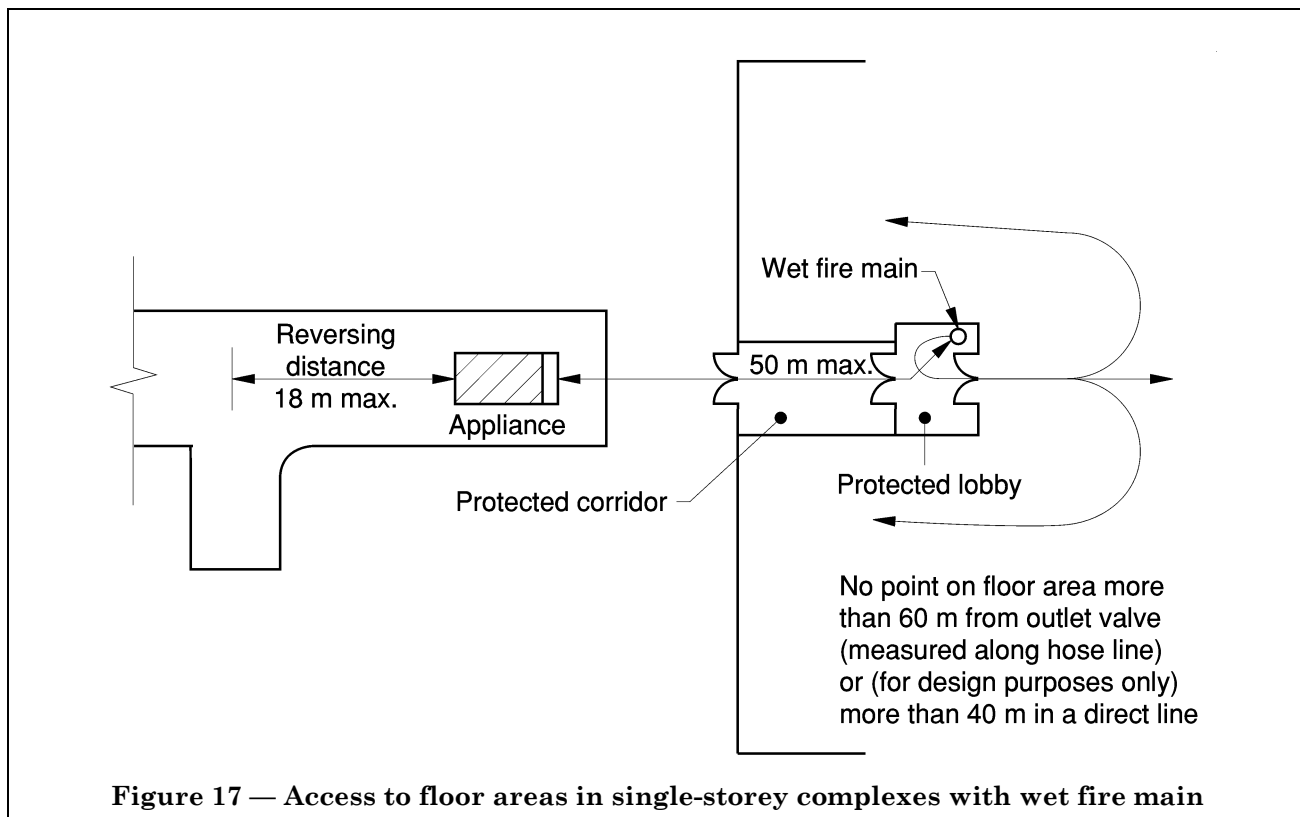 Wet fire main
Reversing
distance
18 m max.
50 m max.
Appliance
Protected corridor
Protected lobby
No point on floor area more
than 60 m from outlet valve
(measured along hose line)
or (for design purposes only)
more than 40 m in a direct line
Figure 17 — Access to floor areas in single-storey complexes with wet fire main